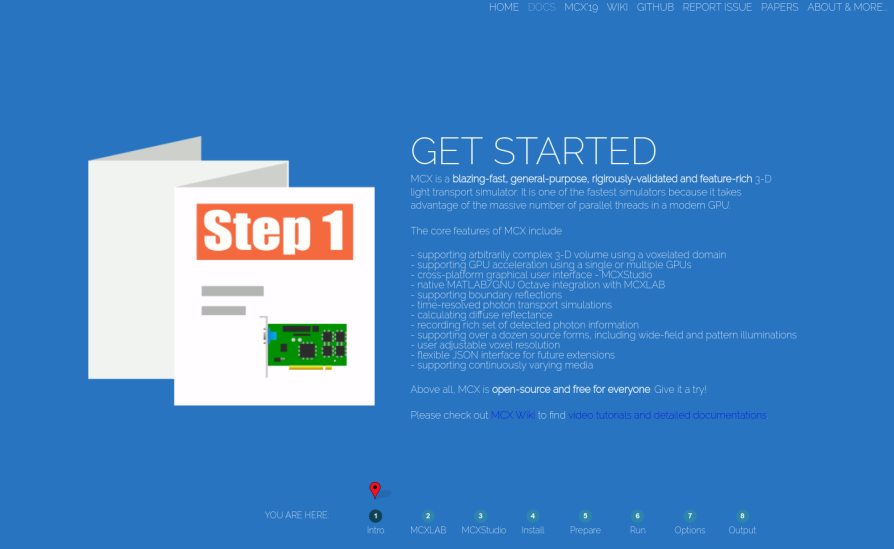 HOME DOCS MCX'19 WIKI GITHUB REPORT ISSUE PAPERS ABOUT & MORE...
Step 1
GET STARTED
MCX is a blazing-fast, general-purpose, rigirously-validated and feature-rich 3-D
light transport simulator. It is one of the fastest simulators because it takes
advantage of the massive number of parallel threads in a modern GPU.
The core features of MCX include
- supporting arbitrarily complex 3-D volume using a voxelated domain
- supporting GPU acceleration using a single or multiple GPUs
- cross-platform graphical user interface - MCXStudio
- native MATLAB/GNU Octave integration with MCXLAB
- supporting boundary reflections
- time-resolved photon transport simulations
- calculating diffuse reflectance
- recording rich set of detected photon information
- supporting over a dozen source forms, including wide-field and pattern illuminations
- user adjustable voxel resolution
- flexible JSON interface for future extensions
- supporting continuously varying media
Above all, MCX is open-source and free for everyone. Give it a try!
Please check out MCX Wiki to find video tutorials and detailed documentations
YOU ARE HERE: 1 2 3 4 5 6 7 8
Intro MCXLAB MCXStudio Install Prepare Run Options Output